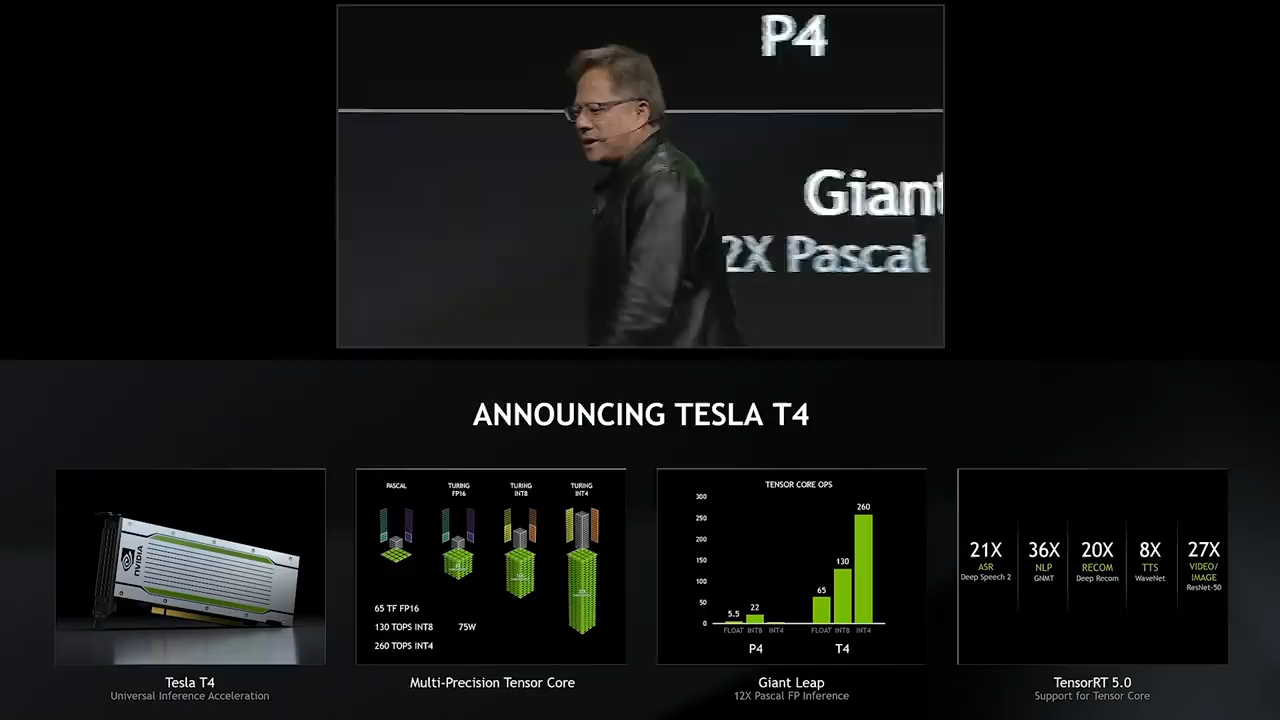 P4
Giant
2X Pascal
ANNOUNCING TESLA T4
NVIDIA
Tesla T4
Universal Inference Acceleration
PASCAL
TURING
FP16
TURING
INT8
TURING
INT4
65 TF FP16
130 TOPS INT8
75W
260 TOPS INT4
Multi-Precision Tensor Core
TENSOR CORE OPS
300
250
200
150
100
50
0
5.5
22
65
130
260
FLOAT INT8 INT4
FLOAT INT8 INT4
P4
T4
Giant Leap
12X Pascal FP Inference
21X
ASR
Deep Speech 2
36X
NLP
GNMT
20X
RECOM
Deep Recom
8X
TTS
WaveNet
27X
VIDEO/
IMAGE
ResNet-50
TensorRT 5.0
Support for Tensor Core